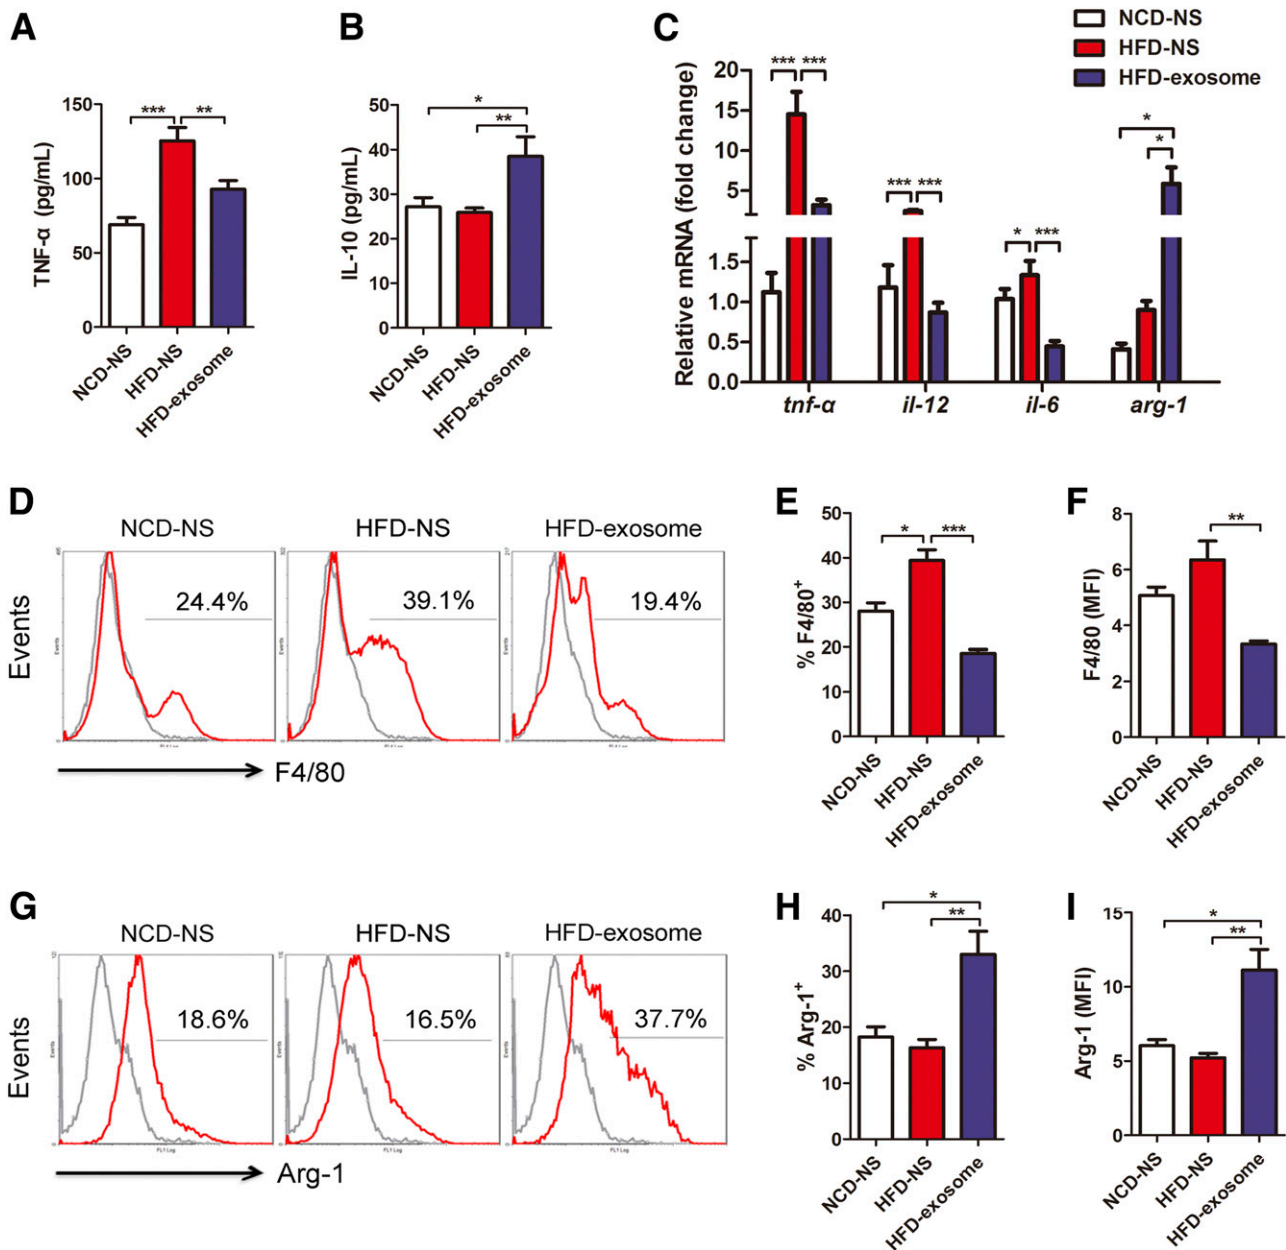 A
B
C
NCD-NS
HFD-NS
HFD-exosome
TNF-α (pg/mL)
150
100
50
0
***
**
NCD-NS
HFD-NS
HFD-exosome
IL-10 (pg/mL)
50
40
30
20
10
0
*
**
NCD-NS
HFD-NS
HFD-exosome
Relative mRNA (fold change)
20
15
10
5
1.5
1.0
0.5
0.0
*** ***
*** ***
* ***
*
*
tnf-α il-12 il-6 arg-1
D
NCD-NS HFD-NS HFD-exosome
Events
24.4% 39.1% 19.4%
F4/80
E
% F4/80+
50
40
30
20
10
0
* ***
NCD-NS
HFD-NS
HFD-exosome
F
F4/80 (MFI)
8
6
4
2
0
**
NCD-NS
HFD-NS
HFD-exosome
G
NCD-NS HFD-NS HFD-exosome
Events
18.6% 16.5% 37.7%
FL1 Log FL1 Log FL1 Log
Arg-1
H
% Arg-1+
40
30
20
10
0
*
**
NCD-NS
HFD-NS
HFD-exosome
I
Arg-1 (MFI)
15
10
5
0
*
**
NCD-NS
HFD-NS
HFD-exosome